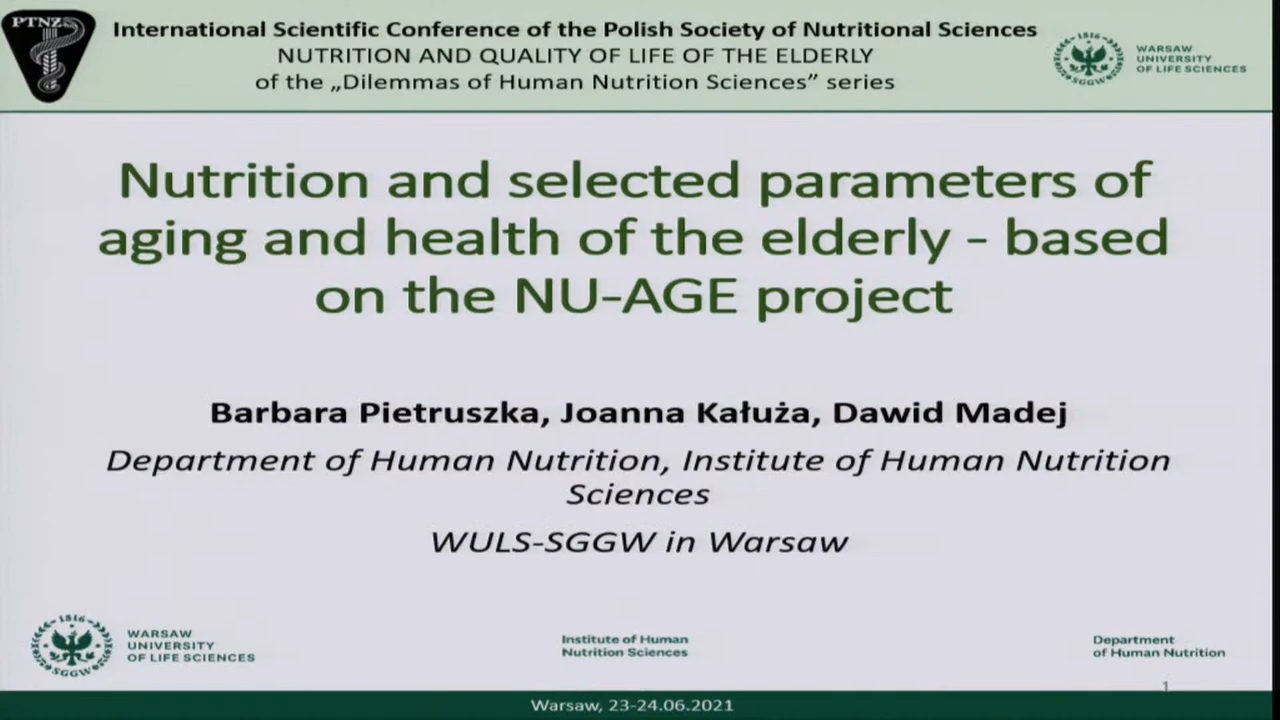 PTNZ
International Scientific Conference of the Polish Society of Nutritional Sciences
NUTRITION AND QUALITY OF LIFE OF THE ELDERLY
of the „Dilemmas of Human Nutrition Sciences” series
1816
SGGW
WARSAW
UNIVERSITY
OF LIFE SCIENCES
Nutrition and selected parameters of
aging and health of the elderly - based
on the NU-AGE project
Barbara Pietruszka, Joanna Kałuża, Dawid Madej
Department of Human Nutrition, Institute of Human Nutrition
Sciences
WULS-SGGW in Warsaw
1816
SGGW
WARSAW
UNIVERSITY
OF LIFE SCIENCES
Institute of Human
Nutrition Sciences
Department
of Human Nutrition
1
Warsaw, 23-24.06.2021